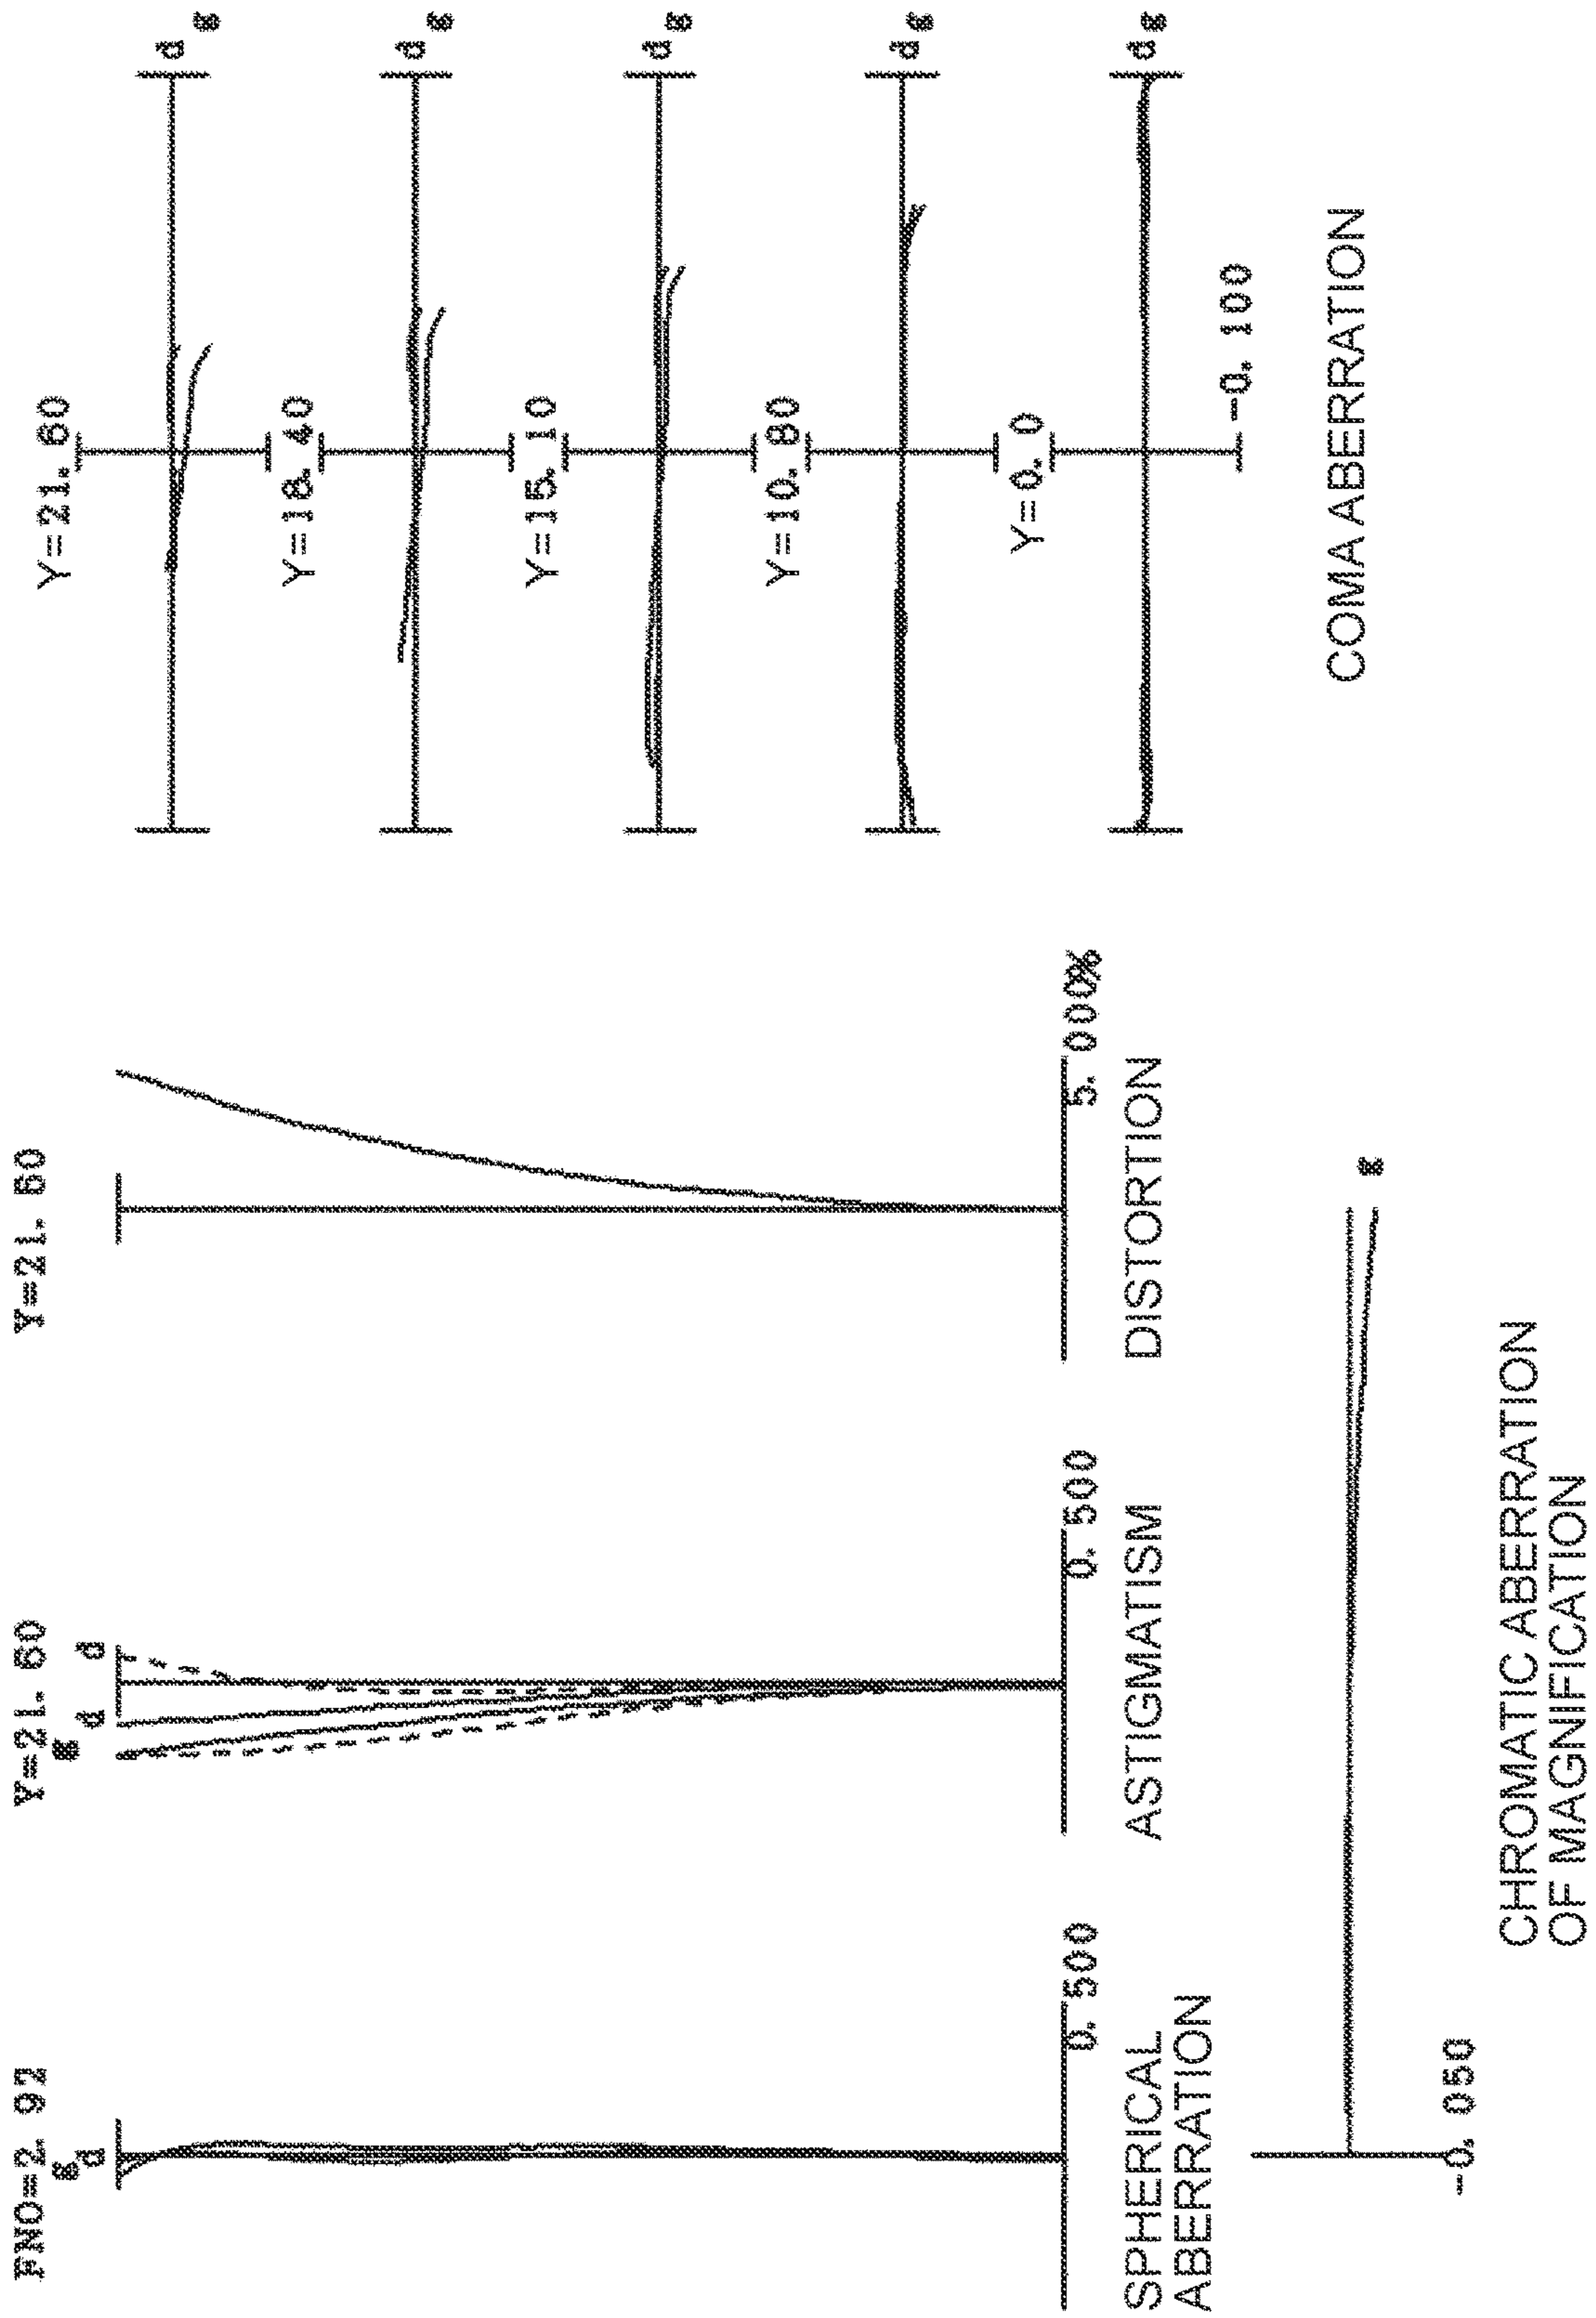 FNO=2. 92
g
d
0. 500
SPHERICAL
ABERRATION
Y=21. 60
g
d
d
0. 500
ASTIGMATISM
Y=21. 60
5. 000%
DISTORTION
Y=21. 60
d
g
Y=18. 40
d
g
Y=15. 10
d
g
Y=10. 80
d
g
Y=0. 0
d
g
-0. 100
COMA ABERRATION
g
-0. 050
CHROMATIC ABERRATION
OF MAGNIFICATION